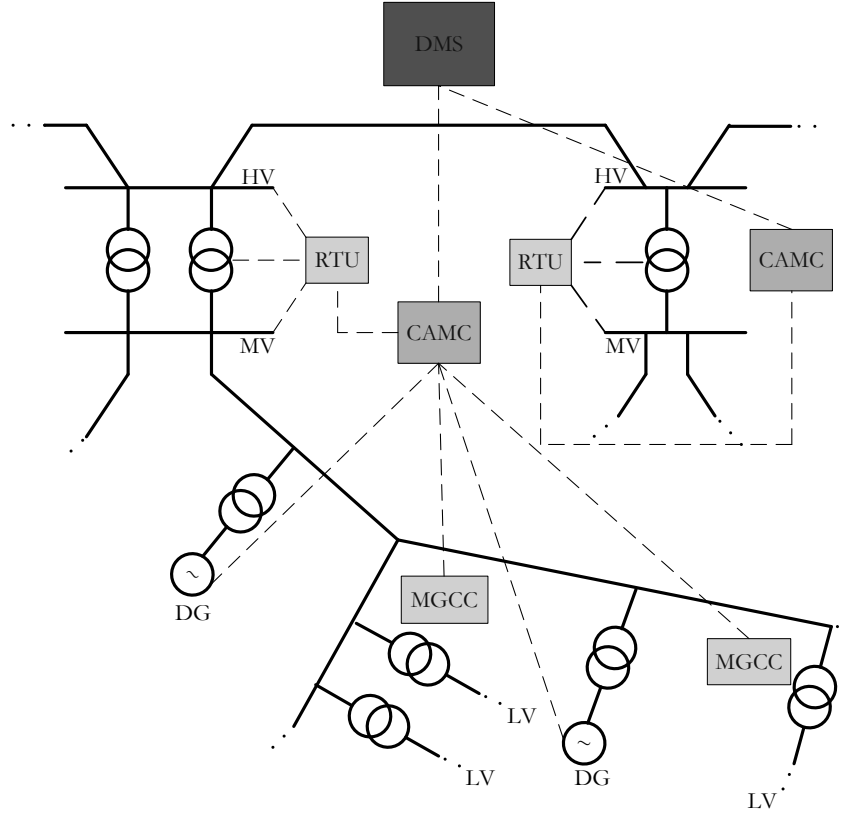 DMS
HV
HV
RTU
RTU
CAMC
CAMC
MV
MV
~
DG
MGCC
MGCC
LV
~
DG
LV
LV